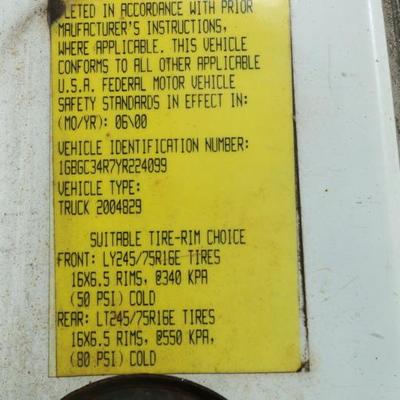 PLETED IN ACCORDANCE WITH PRIOR
MAUFACTURER'S INSTRUCTIONS,
WHERE APPLICABLE. THIS VEHICLE
CONFORMS TO ALL OTHER APPLICABLE
U.S.A. FEDERAL MOTOR VEHICLE
SAFETY STANDARDS IN EFFECT IN:
(MO/YR): 06\00
VEHICLE IDENTIFICATION NUMBER:
1GBGC34R7YR224099
VEHICLE TYPE:
TRUCK 2004829
SUITABLE TIRE-RIM CHOICE
FRONT: LY245/75R16E TIRES
16X6.5 RIMS, @340 KPA
(50 PSI) COLD
REAR: LT245/75R16E TIRES
16X6.5 RIMS, @550 KPA,
(80 PSI) COLD